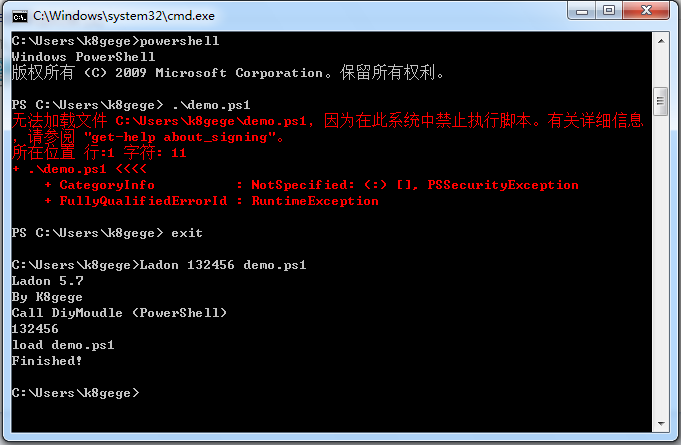 C:\Windows\system32\cmd.exe
C:\Users\k8gege>powershell
Windows PowerShell
版权所有 (C) 2009 Microsoft Corporation。保留所有权利。
PS C:\Users\k8gege> .\demo.ps1
无法加载文件 C:\Users\k8gege\demo.ps1，因为在此系统中禁止执行脚本。有关详细信息
，请参阅 "get-help about_signing"。
所在位置 行:1 字符: 11
+ .\demo.ps1 <<<<
+ CategoryInfo : NotSpecified: (:) [], PSSecurityException
+ FullyQualifiedErrorId : RuntimeException
PS C:\Users\k8gege> exit
C:\Users\k8gege>Ladon 132456 demo.ps1
Ladon 5.7
By K8gege
Call DiyMoudle (PowerShell)
132456
load demo.ps1
Finished!
C:\Users\k8gege>